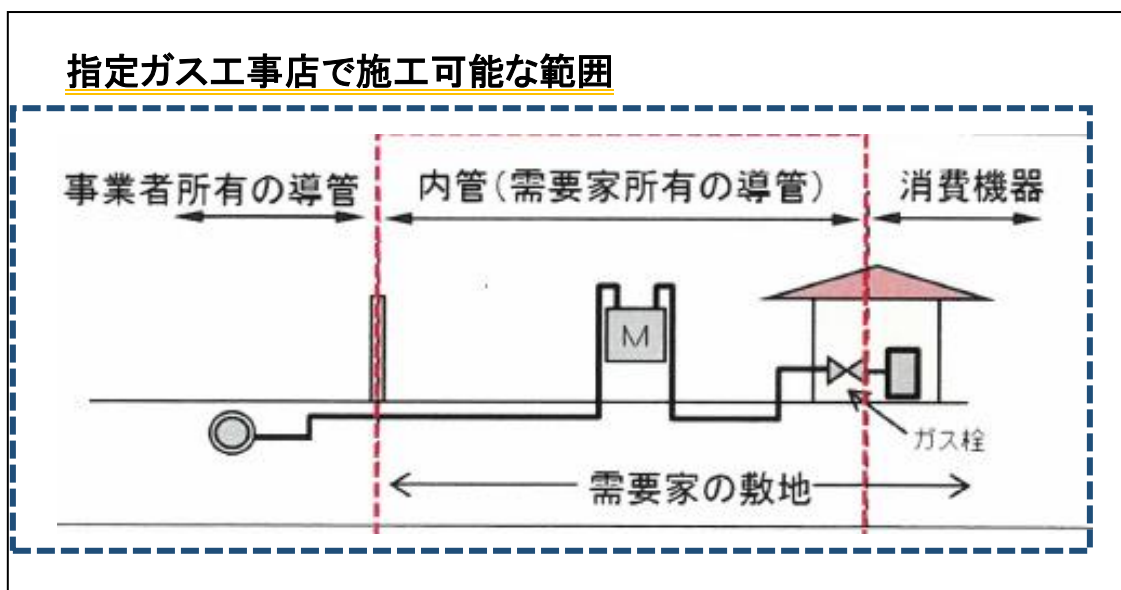 指定ガス工事店で施工可能な範囲
事業者所有の導管
内管(需要家所有の導管)
消費機器
M
ガス栓
需要家の敷地